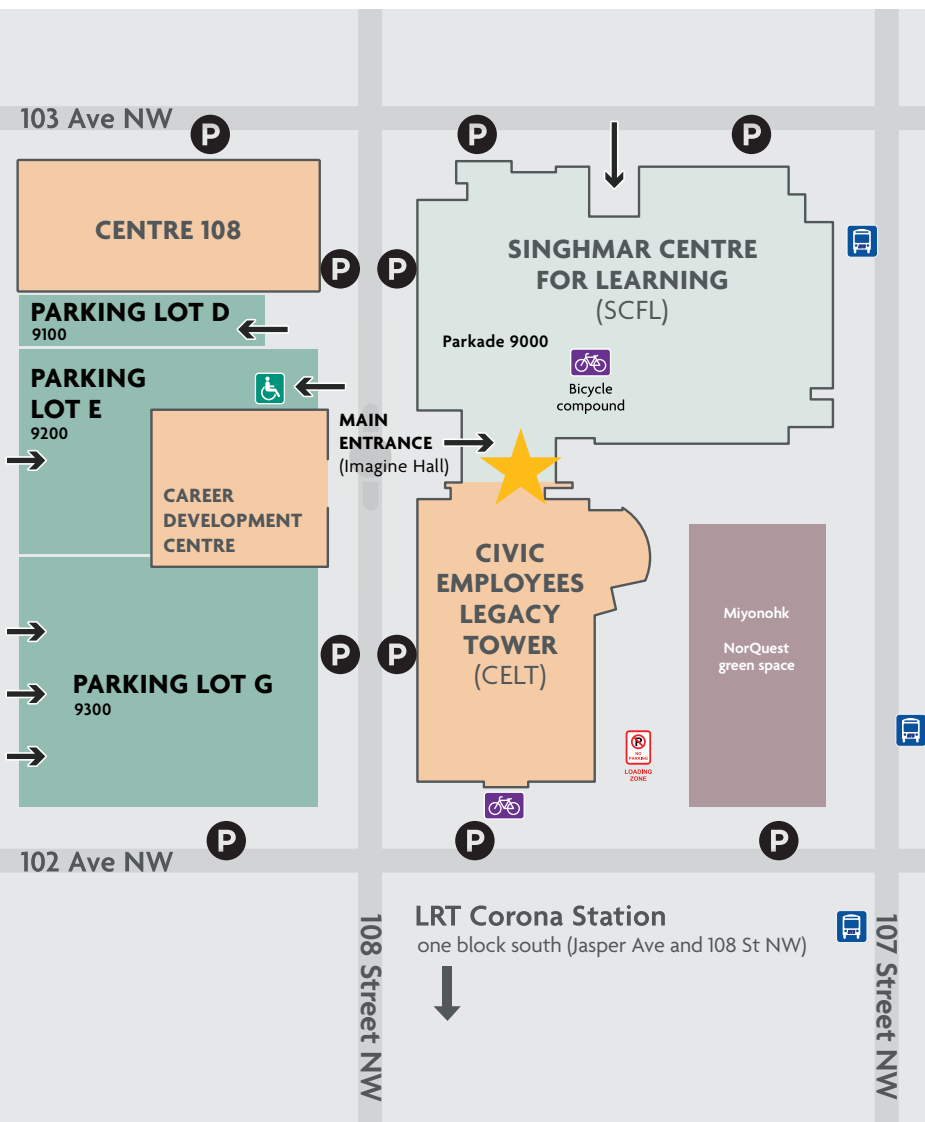 103 Ave NW
P
P
P
CENTRE 108
SINGHMAR CENTRE
FOR LEARNING
(SCFL)
P
P
PARKING LOT D
9100
Parkade 9000
Bicycle
compound
PARKING
LOT E
9200
MAIN
ENTRANCE
(Imagine Hall)
CAREER
DEVELOPMENT
CENTRE
CIVIC
EMPLOYEES
LEGACY
TOWER
(CELT)
Miyonohk
NorQuest
green space
P
P
PARKING LOT G
9300
P
NO
PARKING
LOADING
ZONE
P
P
P
102 Ave NW
LRT Corona Station
one block south (Jasper Ave and 108 St NW)
108 Street NW
107 Street NW